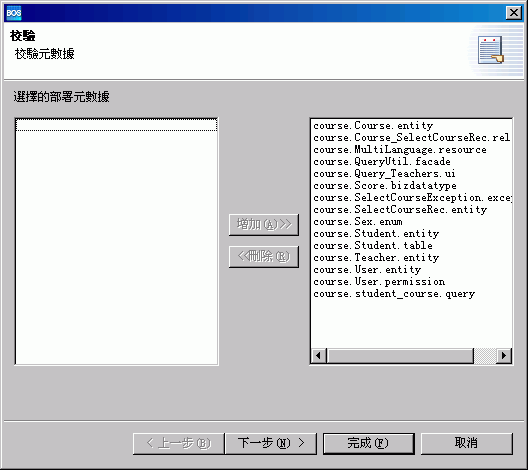 BOS
校驗
校驗元數據
選擇的部署元數據
course.Course.entity
course.Course_SelectCourseRec.rel
course.MultiLanguage.resource
course.QueryUtil.facade
course.Query_Teachers.ui
course.Score.bizdatatype
course.SelectCourseException.exce
course.SelectCourseRec.entity
course.Sex.enum
course.Student.entity
course.Student.table
course.Teacher.entity
course.User.entity
course.User.permission
course.student_course.query
增加(A)>>
<<刪除(R)
< 上一步(B)
下一步(N) >
完成(F)
取消